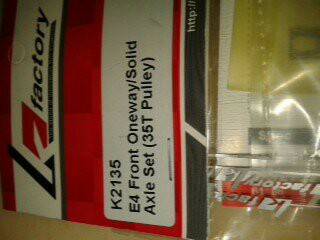 K factory
K2135
E4 Front Oneway/Solid
Axle Set (35T Pulley)
http:/